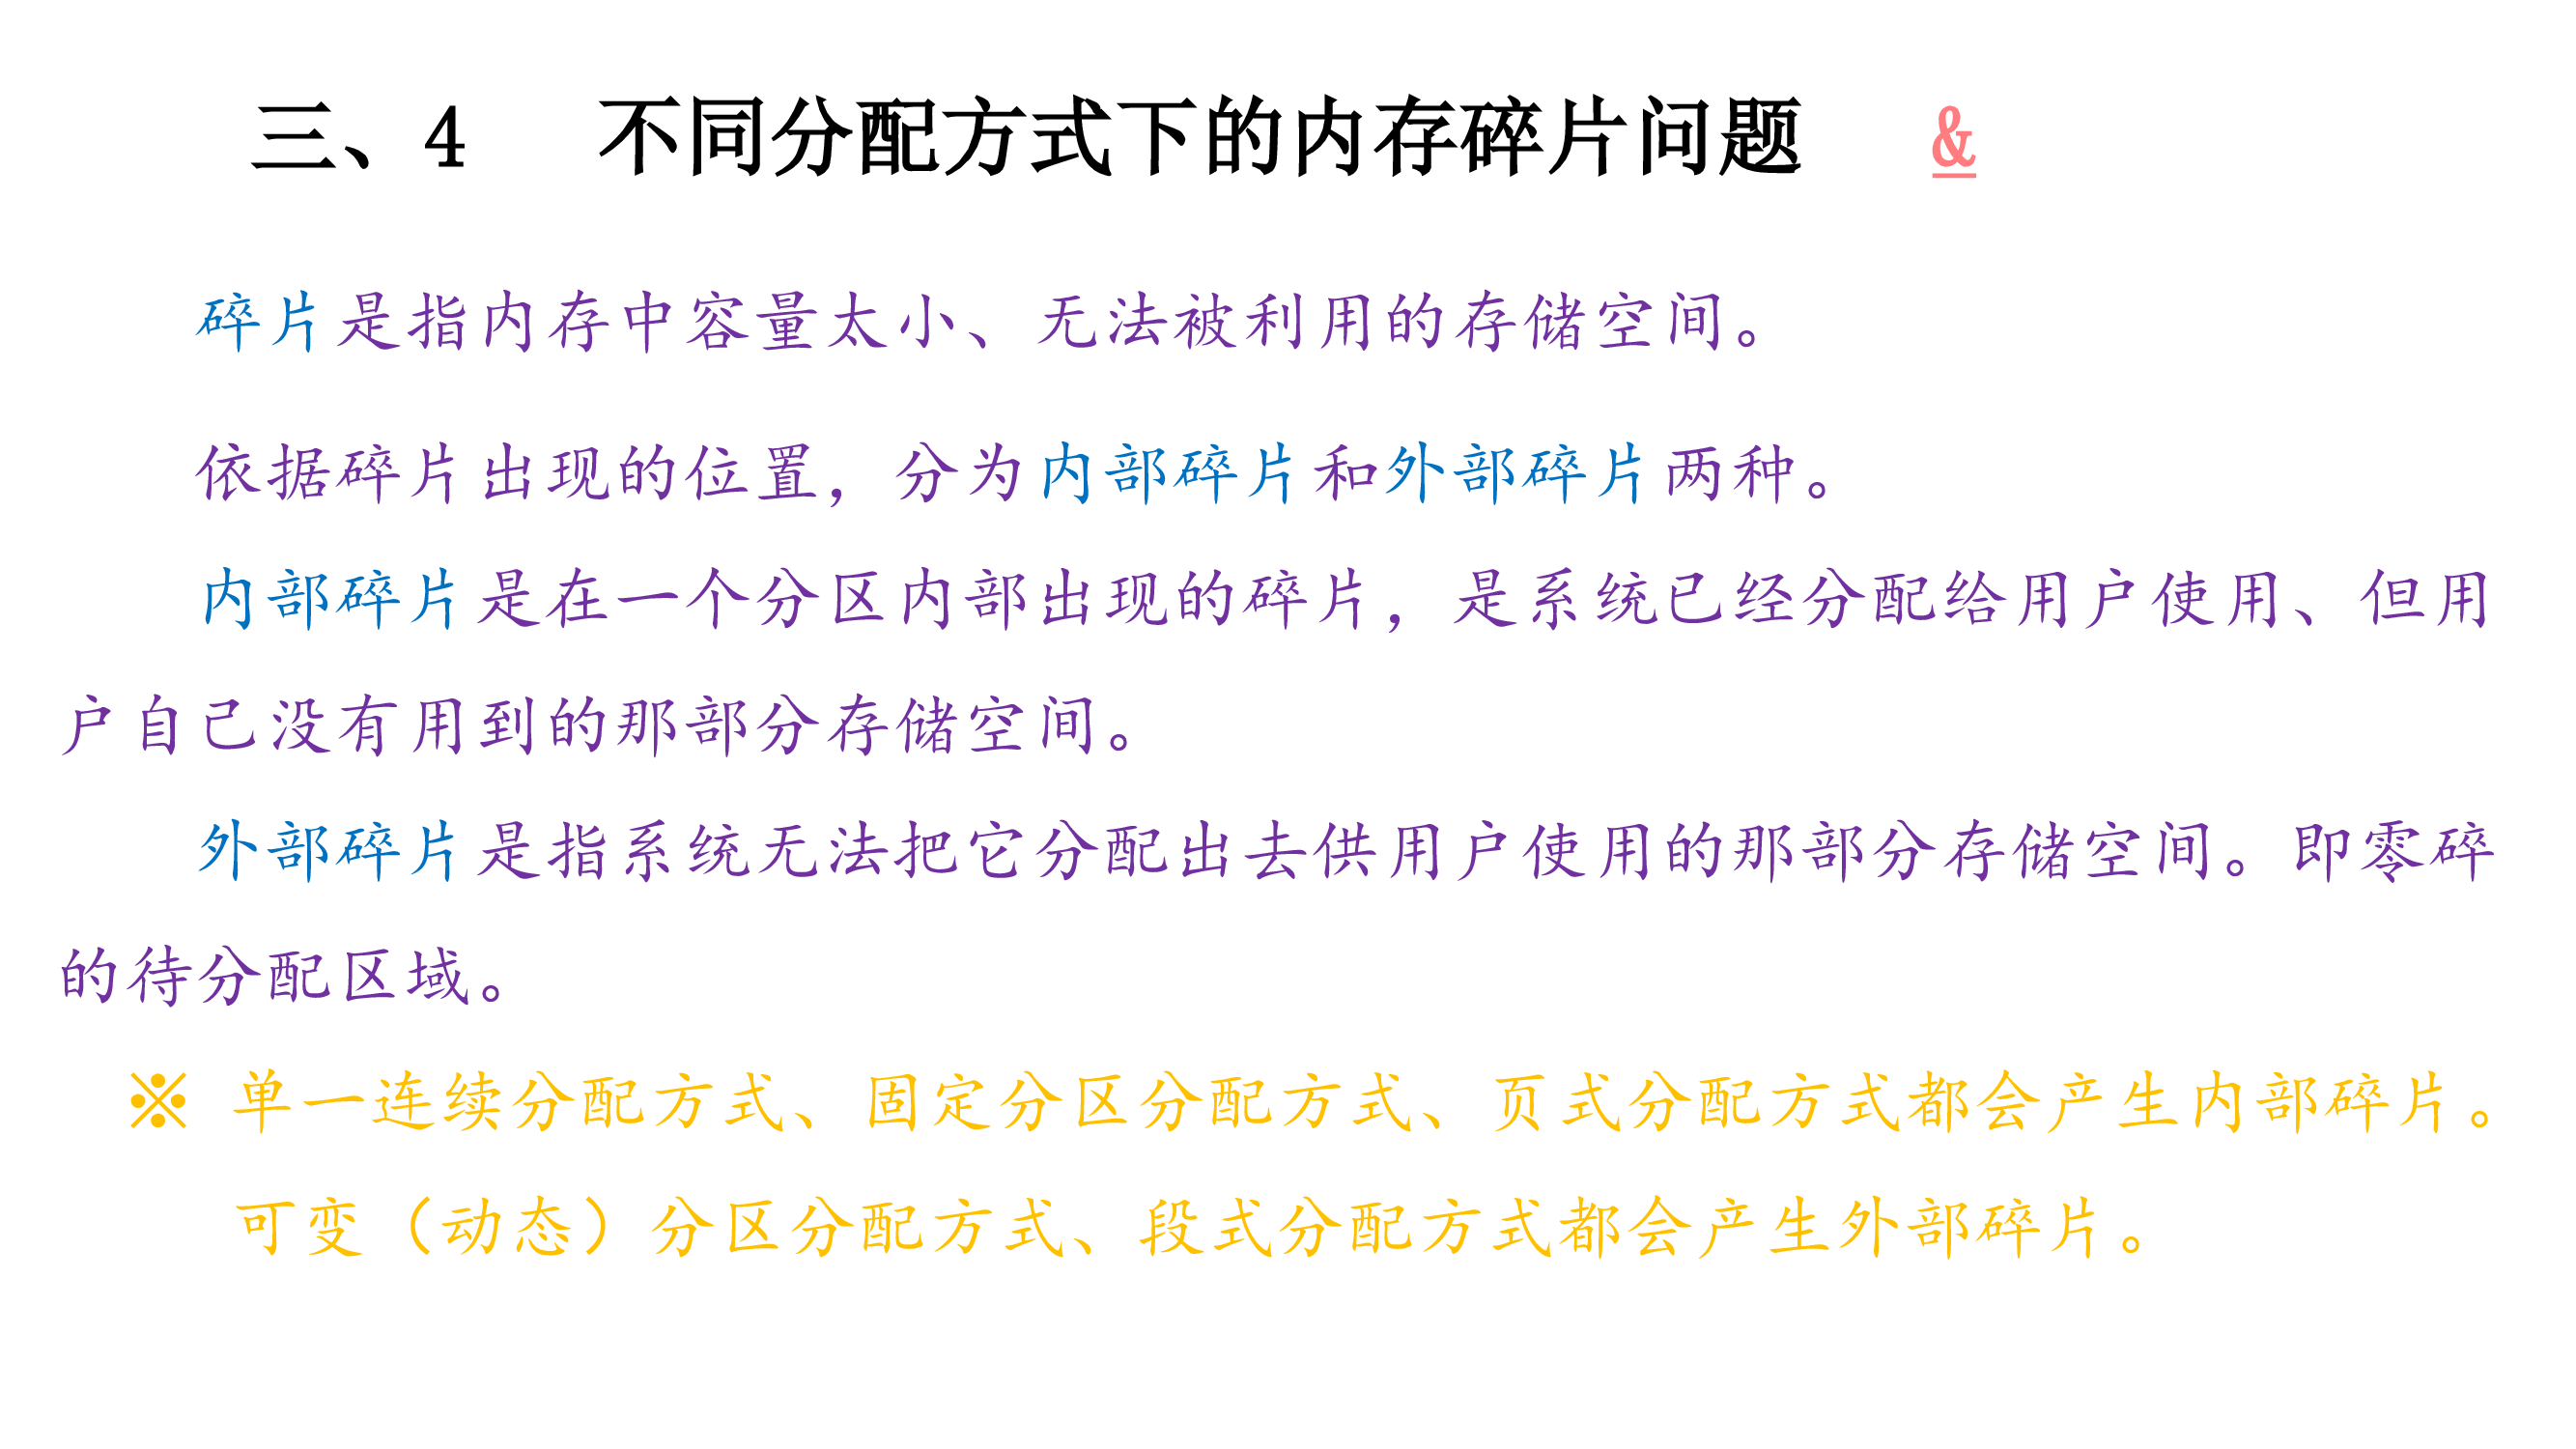 三、4 不同分配方式下的内存碎片问题 &
碎片是指内存中容量太小、无法被利用的存储空间。
依据碎片出现的位置，分为内部碎片和外部碎片两种。
内部碎片是在一个分区内部出现的碎片，是系统已经分配给用户使用、但用
户自己没有用到的那部分存储空间。
外部碎片是指系统无法把它分配出去供用户使用的那部分存储空间。即零碎
的待分配区域。
※ 单一连续分配方式、固定分区分配方式、页式分配方式都会产生内部碎片。
可变（动态）分区分配方式、段式分配方式都会产生外部碎片。